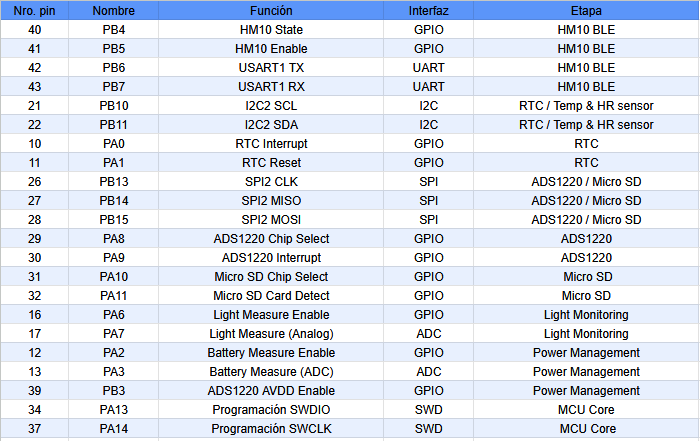 Nro. pin Nombre Función Interfaz Etapa
40 PB4 HM10 State GPIO HM10 BLE
41 PB5 HM10 Enable GPIO HM10 BLE
42 PB6 USART1 TX UART HM10 BLE
43 PB7 USART1 RX UART HM10 BLE
21 PB10 I2C2 SCL I2C RTC / Temp & HR sensor
22 PB11 I2C2 SDA I2C RTC / Temp & HR sensor
10 PA0 RTC Interrupt GPIO RTC
11 PA1 RTC Reset GPIO RTC
26 PB13 SPI2 CLK SPI ADS1220 / Micro SD
27 PB14 SPI2 MISO SPI ADS1220 / Micro SD
28 PB15 SPI2 MOSI SPI ADS1220 / Micro SD
29 PA8 ADS1220 Chip Select GPIO ADS1220
30 PA9 ADS1220 Interrupt GPIO ADS1220
31 PA10 Micro SD Chip Select GPIO Micro SD
32 PA11 Micro SD Card Detect GPIO Micro SD
16 PA6 Light Measure Enable GPIO Light Monitoring
17 PA7 Light Measure (Analog) ADC Light Monitoring
12 PA2 Battery Measure Enable GPIO Power Management
13 PA3 Battery Measure (ADC) ADC Power Management
39 PB3 ADS1220 AVDD Enable GPIO Power Management
34 PA13 Programación SWDIO SWD MCU Core
37 PA14 Programación SWCLK SWD MCU Core